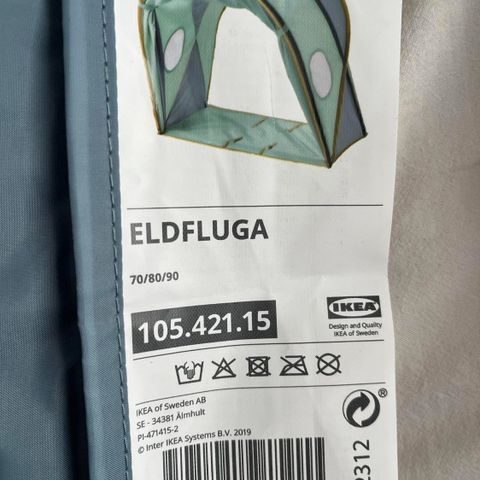 ELDFLUGA
70/80/90
105.421.15
IKEA
®
Design and Quality
IKEA of Sweden
IKEA of Sweden AB
SE - 34381 Älmhult
PI-471415-2
© Inter IKEA Systems B.V. 2019
®
2312